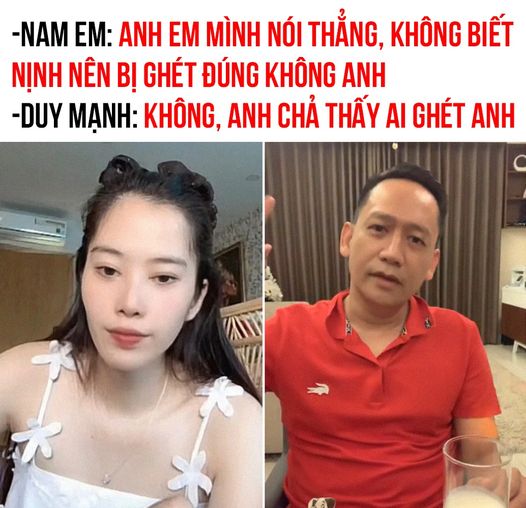 -NAM EM: ANH EM MÌNH NÓI THẲNG, KHÔNG BIẾT
NỊNH NÊN BỊ GHÉT ĐÚNG KHÔNG ANH
-DUY MẠNH: KHÔNG, ANH CHẢ THẤY AI GHÉT ANH